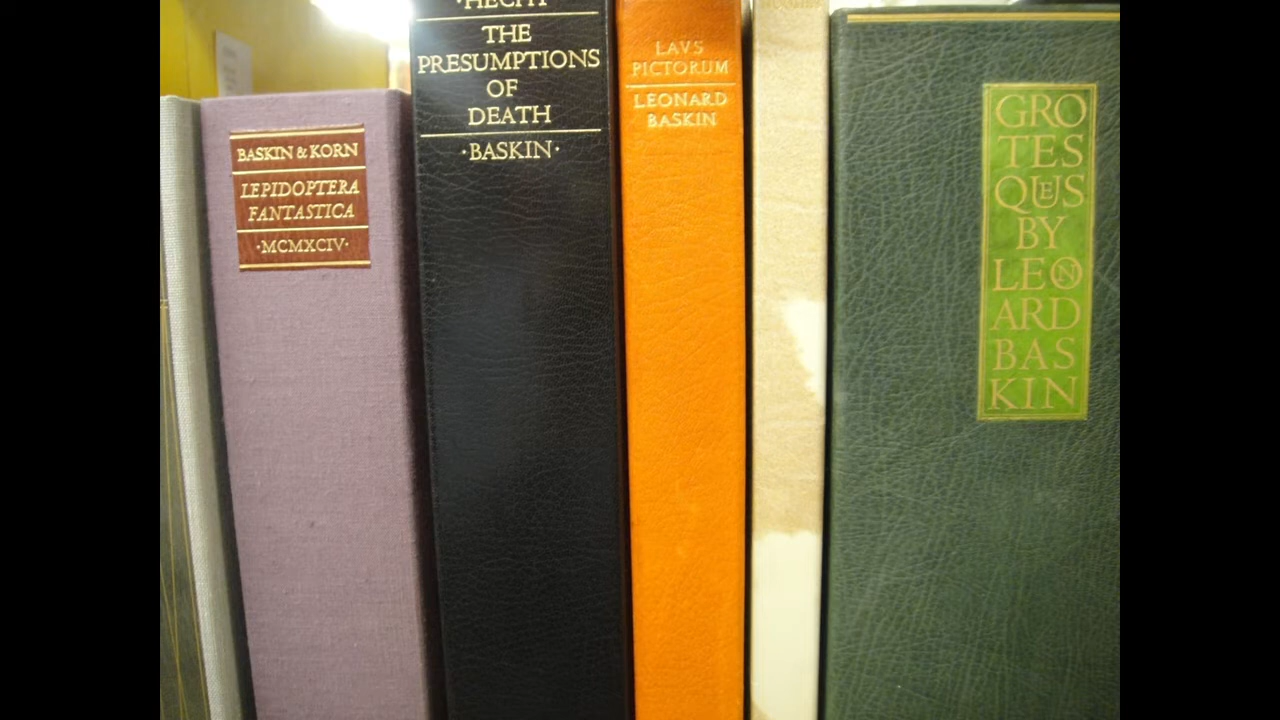 BASKIN & KORN
LEPIDOPTERA
FANTASTICA
·MCMXCIV·
·HECHT
THE
PRESUMPTIONS
OF
DEATH
·BASKIN·
LAVS
PICTORUM
LEONARD
BASKIN
GRO
TES
QUES
BY
LEON
ARD
BAS
KIN